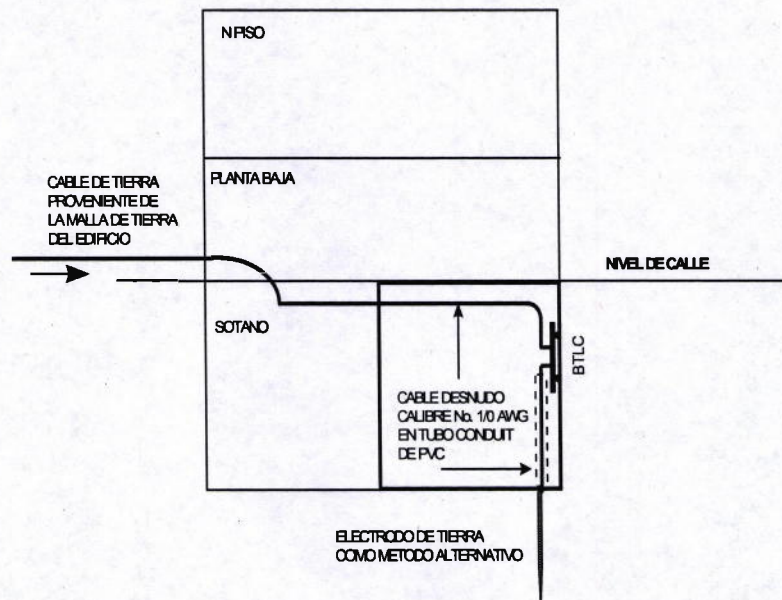 N PISO
PLANTA BAJA
CABLE DE TIERRA
PROVENIENTE DE
LA MALLA DE TIERRA
DEL EDIFICIO
NIVEL DE CALLE
SOTANO
BTLC
CABLE DESNUDO
CALIBRE No. 1/0 AWG
EN TUBO CONDUIT
DE PVC
ELECTRODO DE TIERRA
COMO METODO ALTERNATIVO